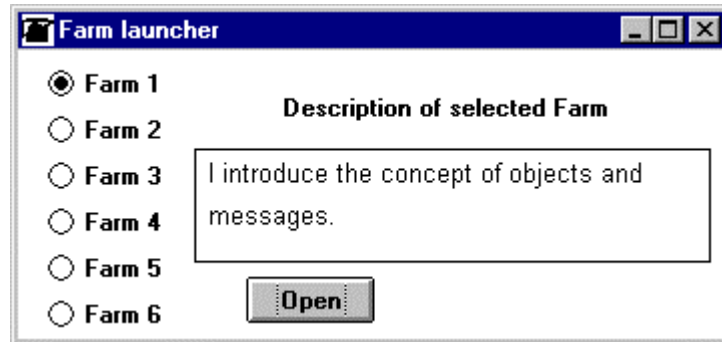 Farm launcher
Farm 1
Farm 2
Farm 3
Farm 4
Farm 5
Farm 6
Description of selected Farm
I introduce the concept of objects and
messages.
Open